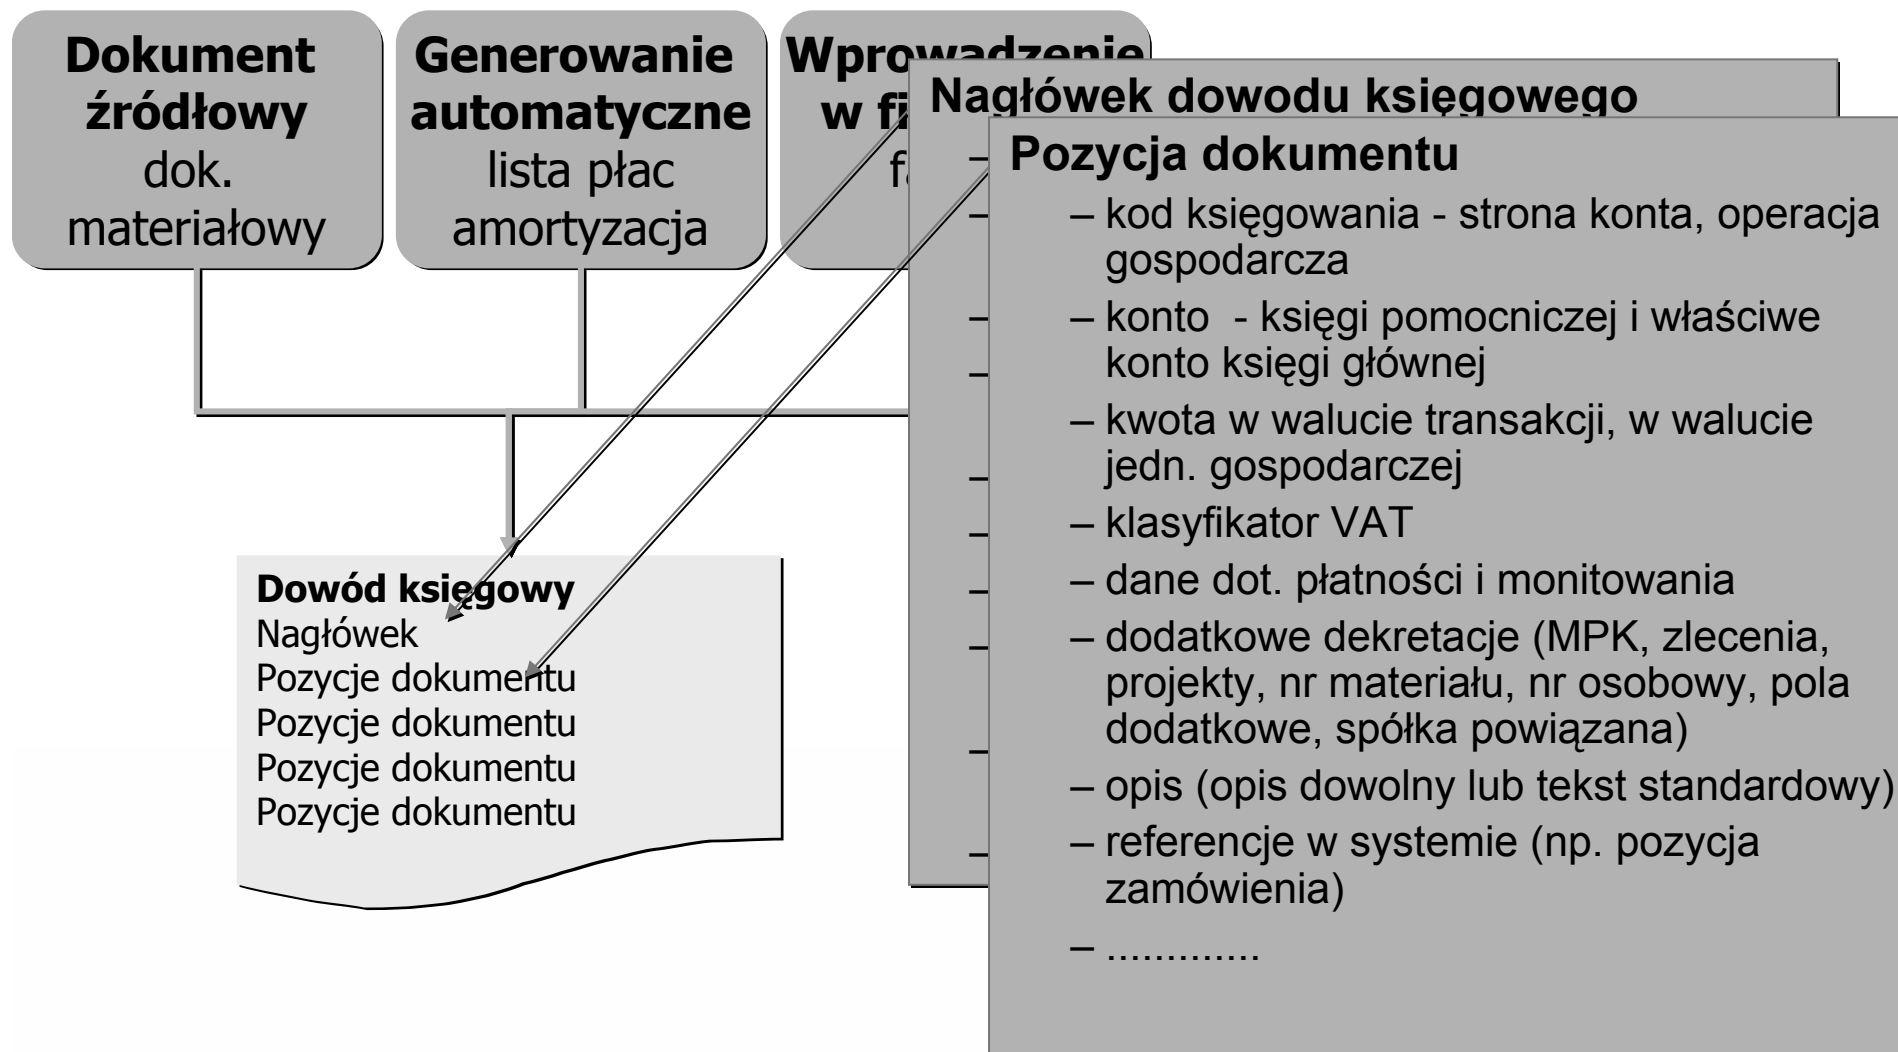 Dokument
źródłowy
dok.
materiałowy
Generowanie
automatyczne
lista płac
amortyzacja
Wprowadzenie
w fi
Nagłówek dowodu księgowego
Pozycja dokumentu
– kod księgowania - strona konta, operacja
gospodarcza
– konto - księgi pomocniczej i właściwe
konto księgi głównej
– kwota w walucie transakcji, w walucie
jedn. gospodarczej
– klasyfikator VAT
– dane dot. płatności i monitowania
– dodatkowe dekretacje (MPK, zlecenia,
projekty, nr materiału, nr osobowy, pola
dodatkowe, spółka powiązana)
– opis (opis dowolny lub tekst standardowy)
– referencje w systemie (np. pozycja
zamówienia)
– .............
Dowód księgowy
Nagłówek
Pozycje dokumentu
Pozycje dokumentu
Pozycje dokumentu
Pozycje dokumentu